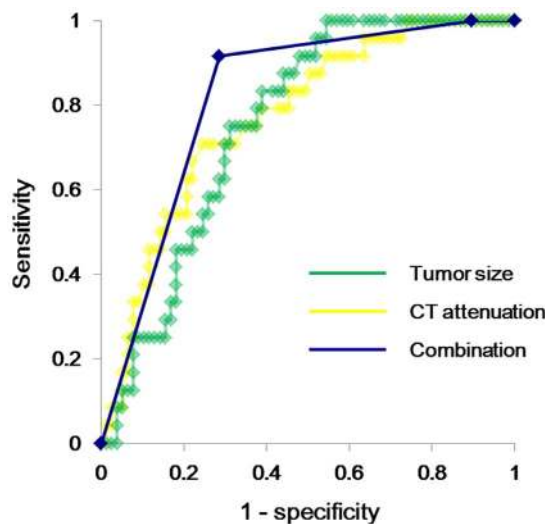 1
0.8
0.6
0.4
0.2
0
Sensitivity
Tumor size
CT attenuation
Combination
0 0.2 0.4 0.6 0.8 1
1 - specificity